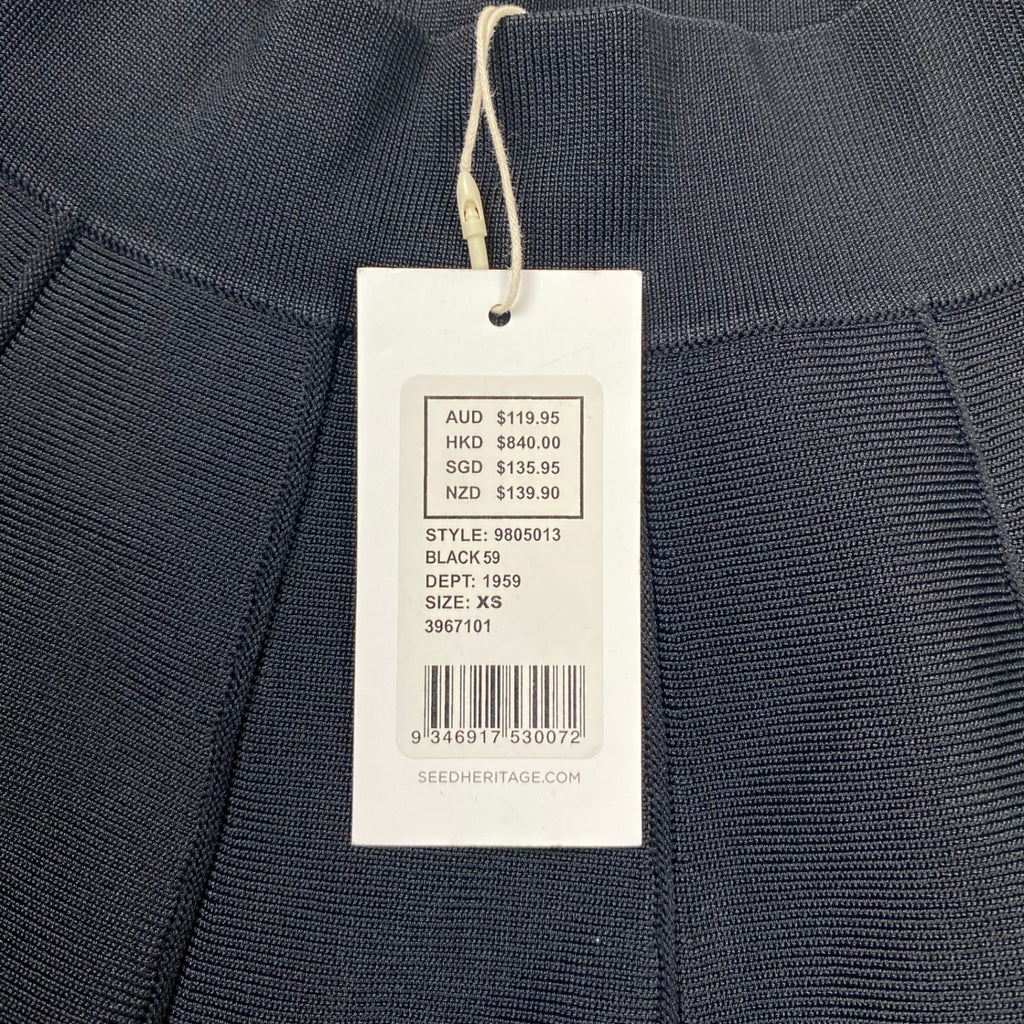 AUD $119.95
HKD $840.00
SGD $135.95
NZD $139.90
STYLE: 9805013
BLACK 59
DEPT: 1959
SIZE: XS
3967101
9 346917 530072
SEEDHERITAGE.COM